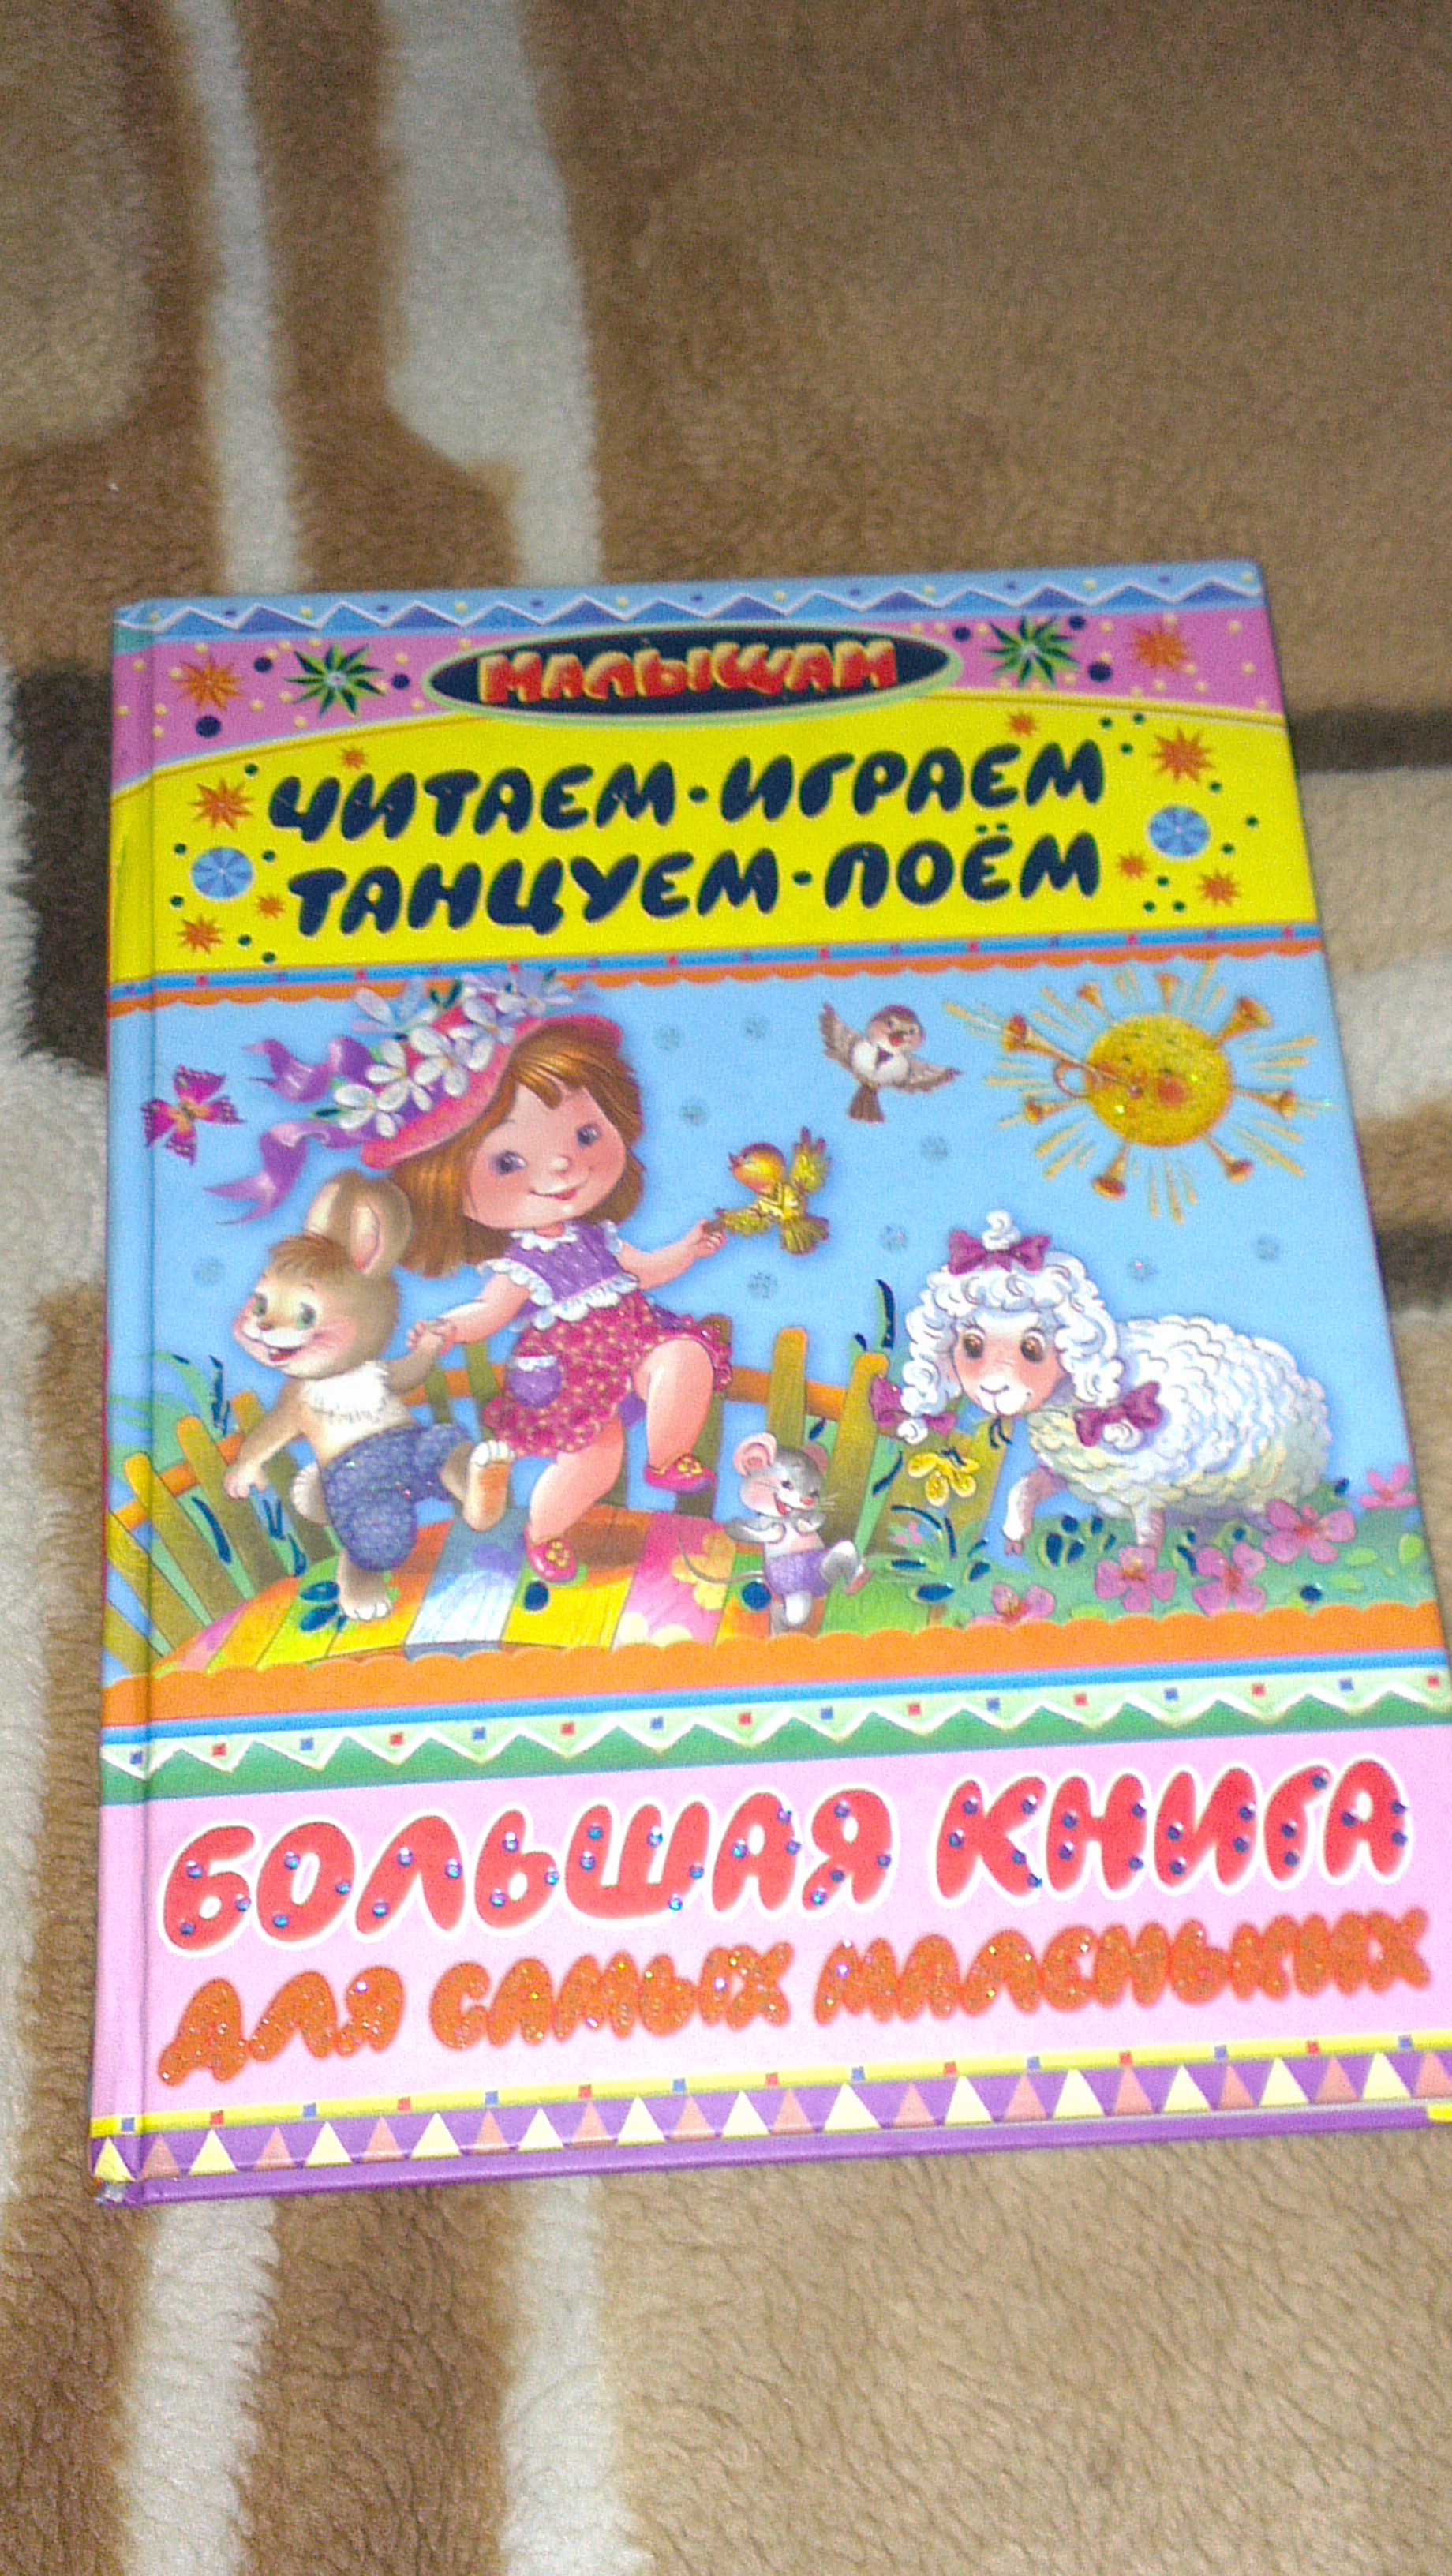 МАЛЫШАМ
ЧИТАЕМ·ИГРАЕМ
ТАНЦУЕМ·ПОЁМ
БОЛЬШАЯ КНИГА
ДЛЯ САМЫХ МАЛЕНЬКИХ